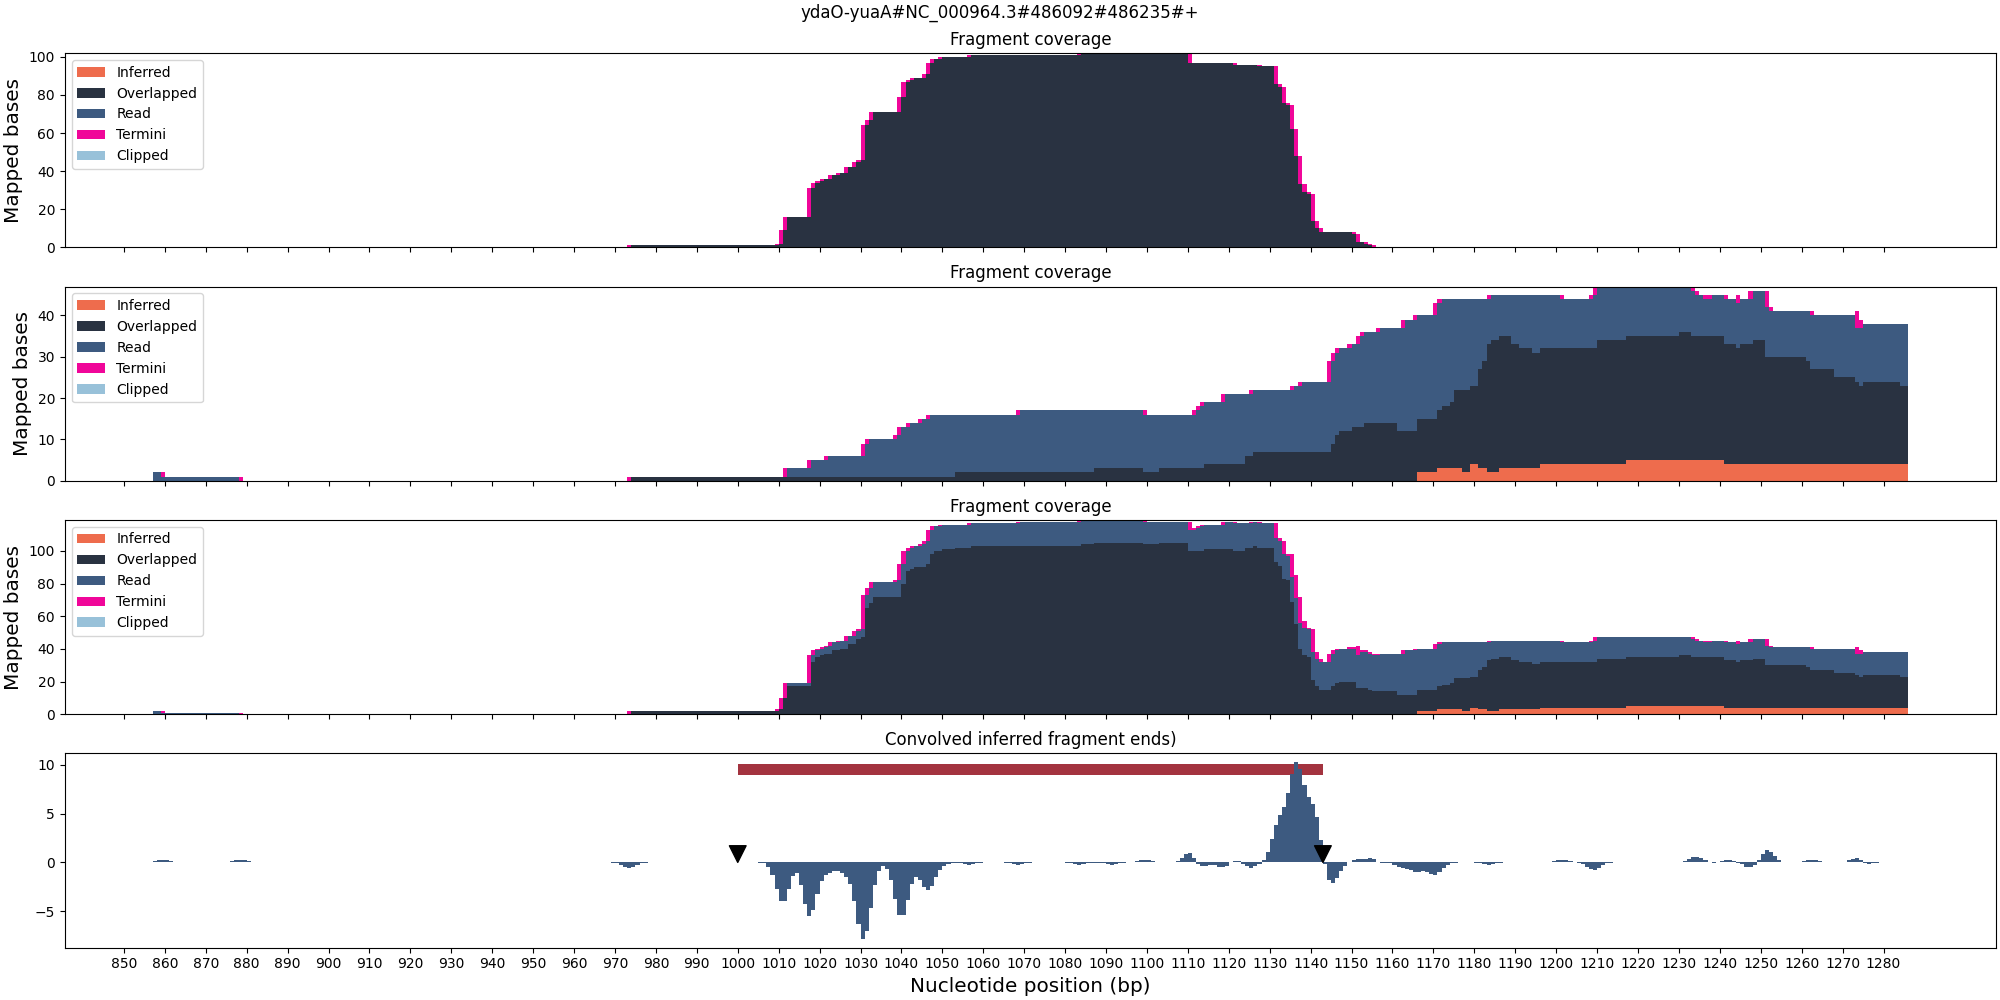 ydaO-yuaA#NC_000964.3#486092#486235#+
Fragment coverage
Mapped bases
100
80
60
40
20
0
Inferred
Overlapped
Read
Termini
Clipped
Fragment coverage
Mapped bases
40
30
20
10
0
Inferred
Overlapped
Read
Termini
Clipped
Fragment coverage
Mapped bases
100
80
60
40
20
0
Inferred
Overlapped
Read
Termini
Clipped
Convolved inferred fragment ends)
10
5
0
−5
850 860 870 880 890 900 910 920 930 940 950 960 970 980 990 1000 1010 1020 1030 1040 1050 1060 1070 1080 1090 1100 1110 1120 1130 1140 1150 1160 1170 1180 1190 1200 1210 1220 1230 1240 1250 1260 1270 1280
Nucleotide position (bp)